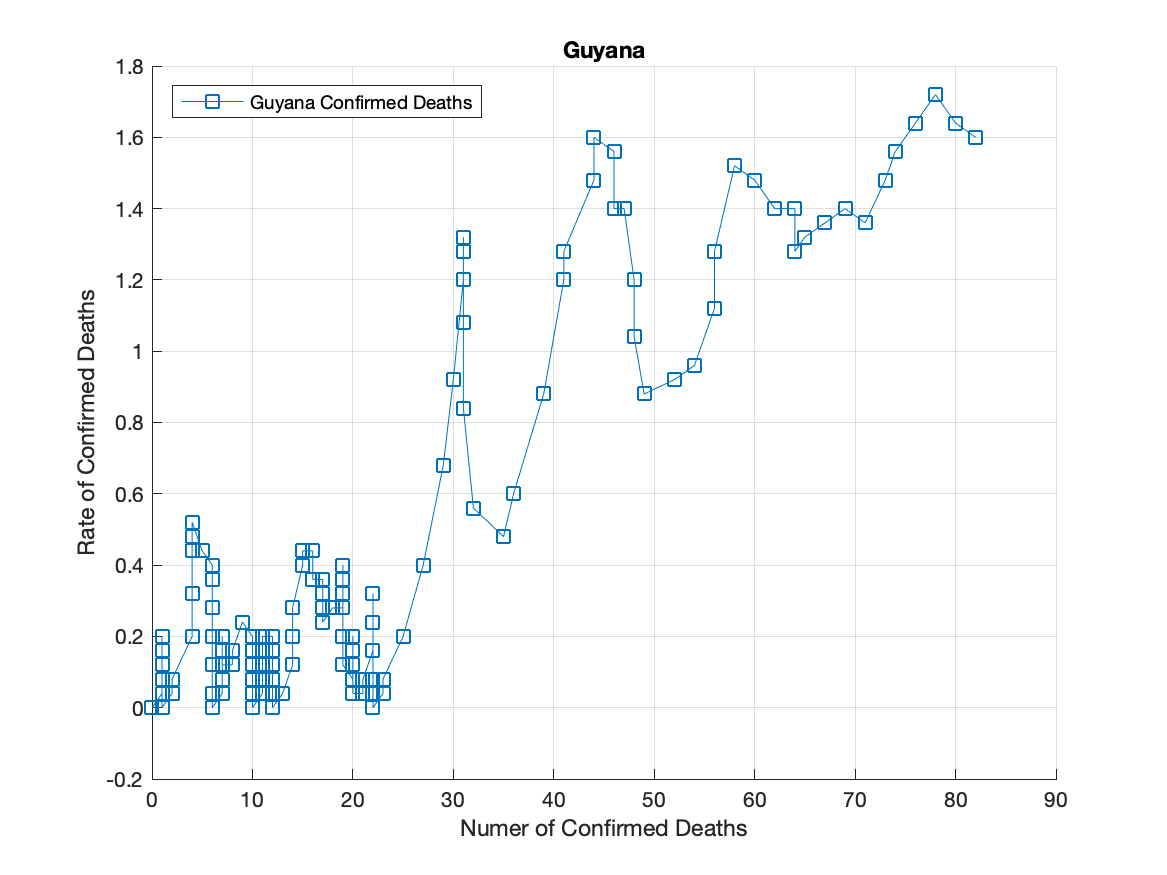 Guyana
Guyana Confirmed Deaths
Rate of Confirmed Deaths
1.8
1.6
1.4
1.2
1
0.8
0.6
0.4
0.2
0
-0.2
0 10 20 30 40 50 60 70 80 90
Numer of Confirmed Deaths